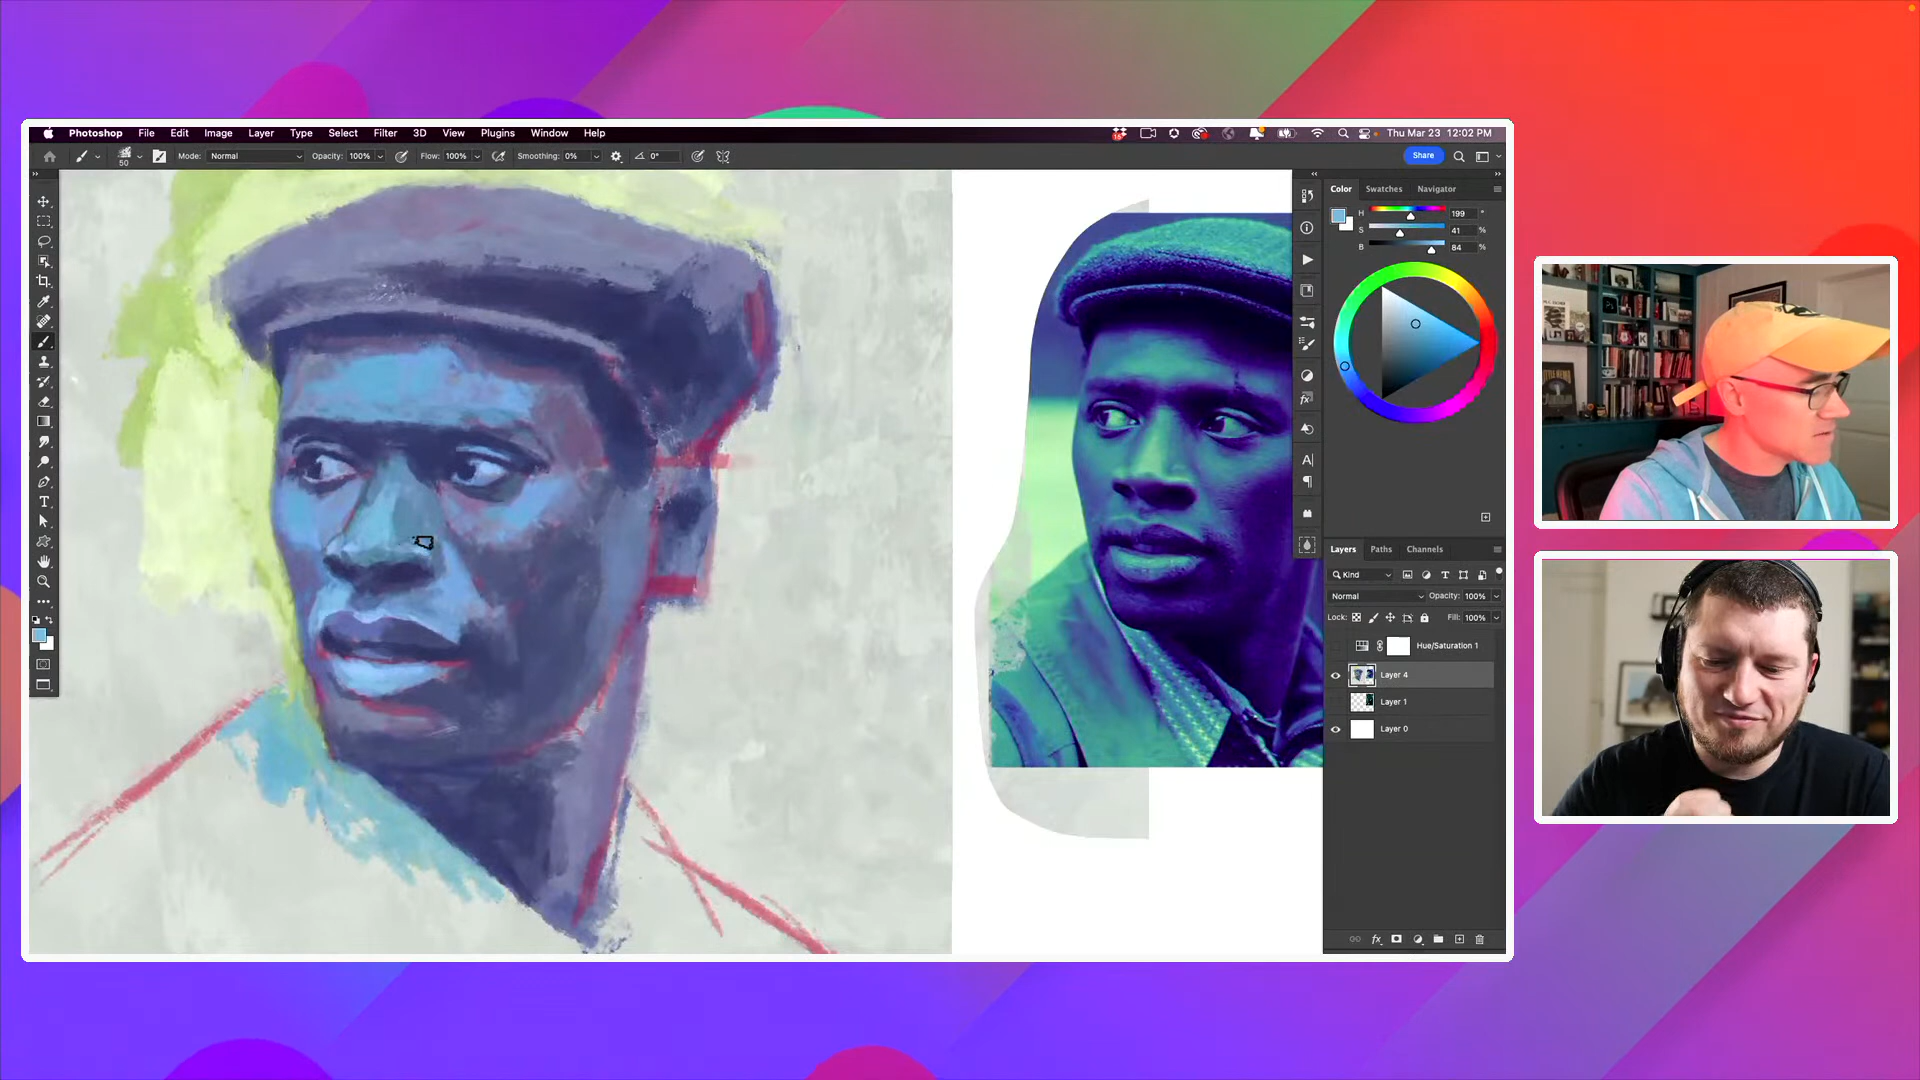 Photoshop File Edit Image Layer Type Select Filter 3D View Plugins Window Help
Thu Mar 23 12:02 PM
50 Mode: Normal Opacity: 100% Flow: 100% Smoothing: 0% 0°
Share
Color Swatches Navigator
H 199 °
S 41 %
B 84 %
Layers Paths Channels
Kind
Normal Opacity: 100%
Lock: Fill: 100%
Hue/Saturation 1
Layer 4
Layer 1
Layer 0